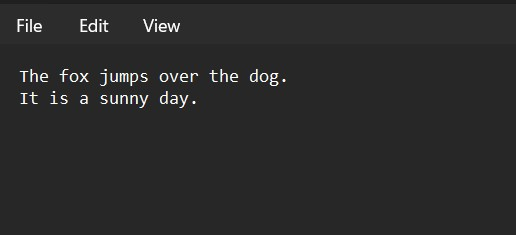 File Edit View
The fox jumps over the dog.
It is a sunny day.